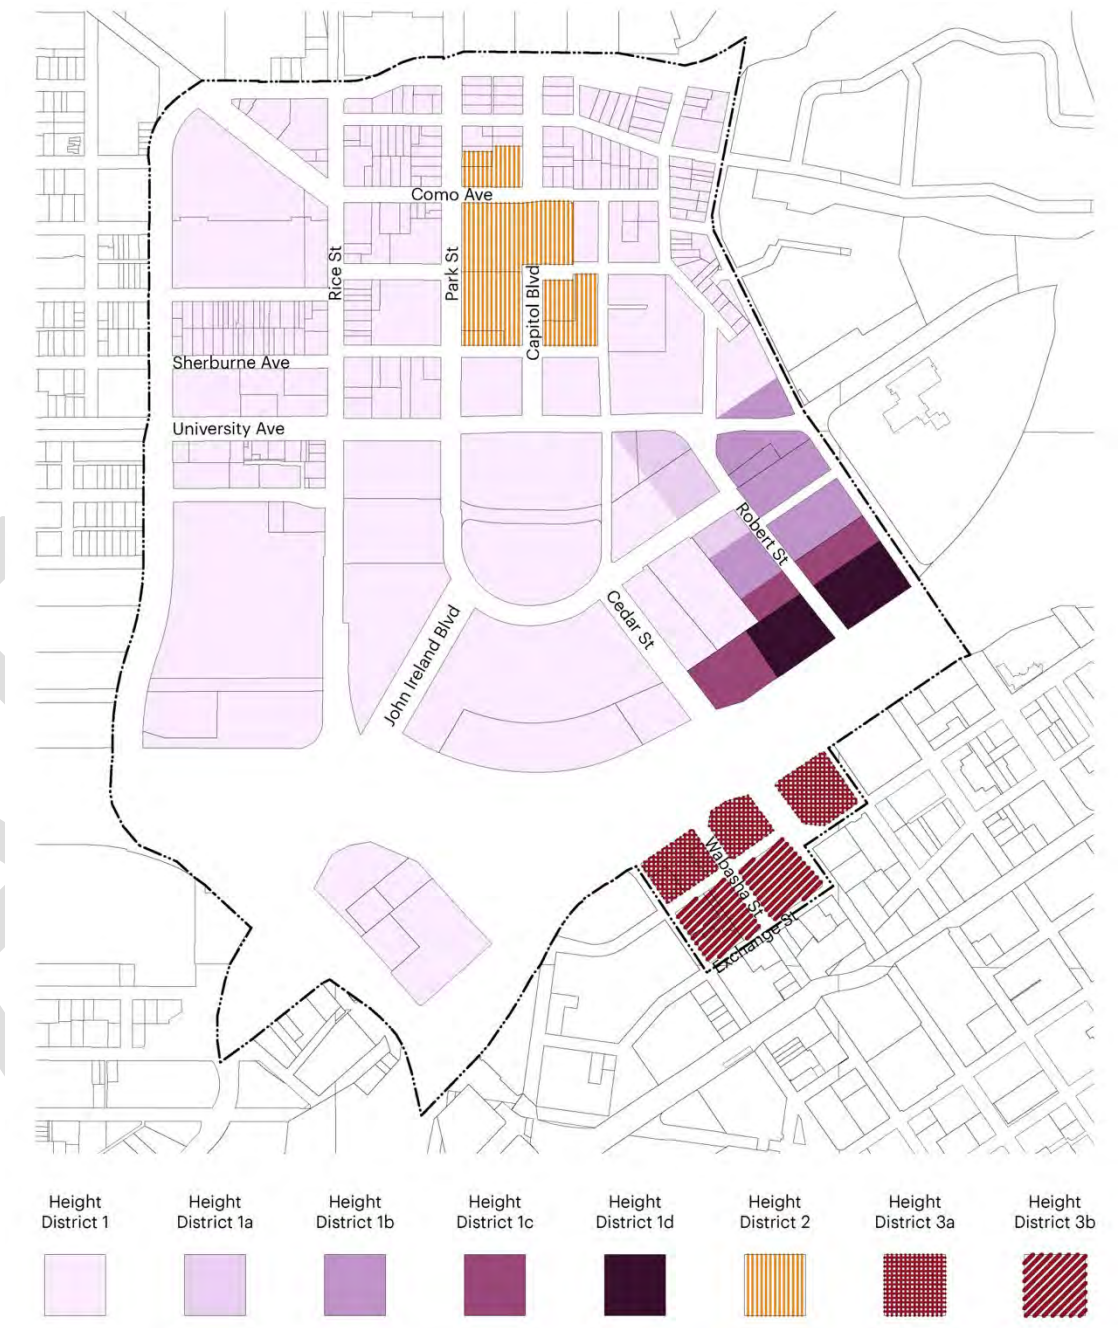 Como Ave
Rice St
Park St
Capitol Blvd
Sherburne Ave
University Ave
Robert St
Cedar St
John Ireland Blvd
Wabasha St
Exchange St
Height
District 1
Height
District 1a
Height
District 1b
Height
District 1c
Height
District 1d
Height
District 2
Height
District 3a
Height
District 3b